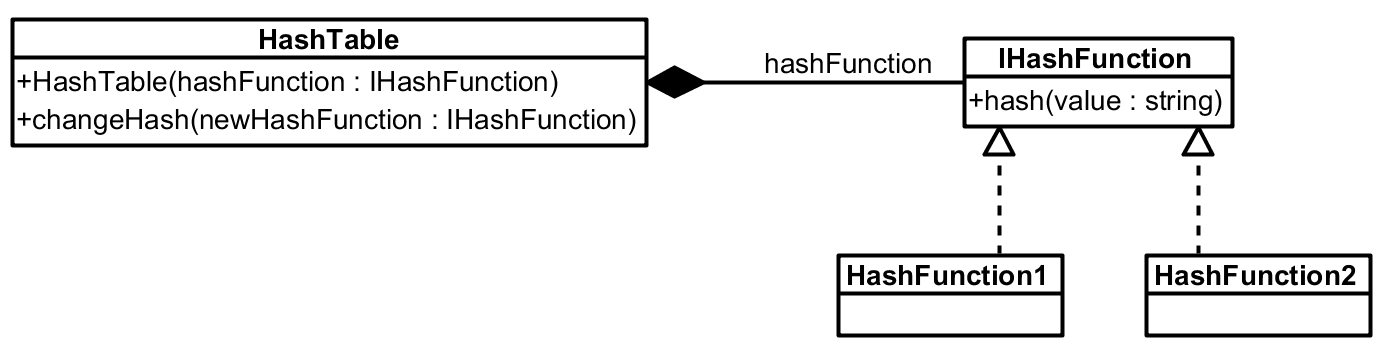 HashTable
+HashTable(hashFunction : IHashFunction)
+changeHash(newHashFunction : IHashFunction)
hashFunction
IHashFunction
+hash(value : string)
HashFunction1
HashFunction2